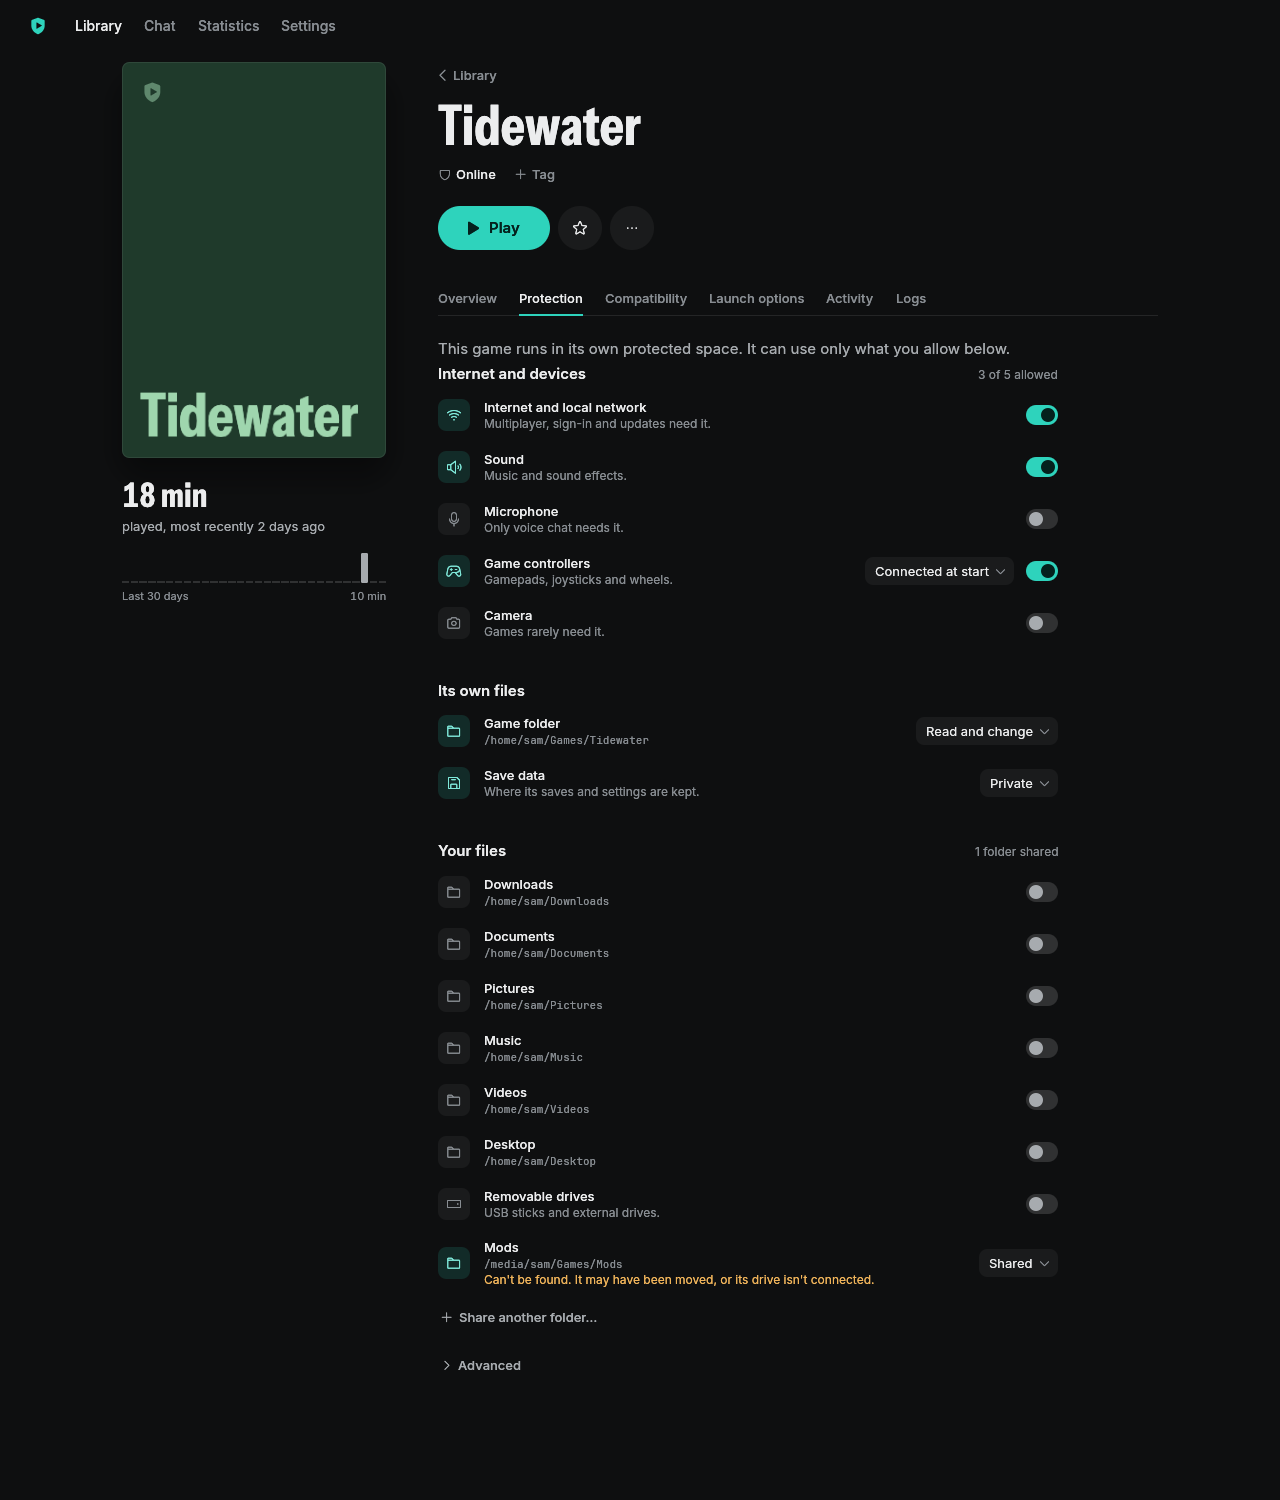 Library
Chat
Statistics
Settings
Tidewater
18 min
played, most recently 2 days ago
Last 30 days
10 min
Library
Tidewater
Online
Tag
Play
Overview
Protection
Compatibility
Launch options
Activity
Logs
This game runs in its own protected space. It can use only what you allow below.
Internet and devices
3 of 5 allowed
Internet and local network
Multiplayer, sign-in and updates need it.
Sound
Music and sound effects.
Microphone
Only voice chat needs it.
Game controllers
Gamepads, joysticks and wheels.
Connected at start
Camera
Games rarely need it.
Its own files
Game folder
/home/sam/Games/Tidewater
Read and change
Save data
Where its saves and settings are kept.
Private
Your files
1 folder shared
Downloads
/home/sam/Downloads
Documents
/home/sam/Documents
Pictures
/home/sam/Pictures
Music
/home/sam/Music
Videos
/home/sam/Videos
Desktop
/home/sam/Desktop
Removable drives
USB sticks and external drives.
Mods
/media/sam/Games/Mods
Can't be found. It may have been moved, or its drive isn't connected.
Shared
Share another folder...
Advanced